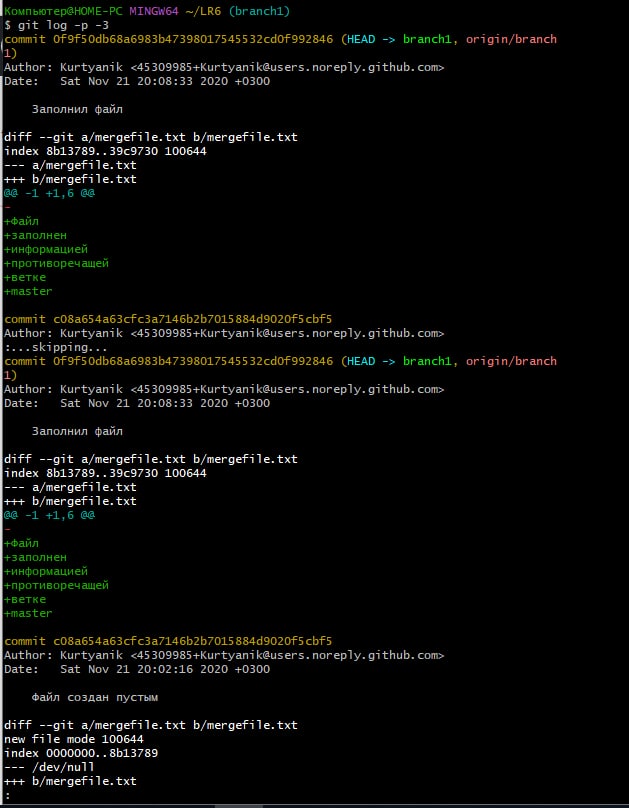 Компьютер@HOME-PC MINGW64 ~/LR6 (branch1)
$ git log -p -3
commit 0f9f50db68a6983b47398017545532cd0f992846 (HEAD -> branch1, origin/branch
1)
Author: Kurtyanik <45309985+Kurtyanik@users.noreply.github.com>
Date:   Sat Nov 21 20:08:33 2020 +0300

    Заполнил файл

diff --git a/mergefile.txt b/mergefile.txt
index 8b13789..39c9730 100644
--- a/mergefile.txt
+++ b/mergefile.txt
@@ -1 +1,6 @@
-
+Файл
+заполнен
+информацией
+противоречащей
+ветке
+master

commit c08a654a63cfc3a7146b2b7015884d9020f5cbf5
Author: Kurtyanik <45309985+Kurtyanik@users.noreply.github.com>
:...skipping...
commit 0f9f50db68a6983b47398017545532cd0f992846 (HEAD -> branch1, origin/branch
1)
Author: Kurtyanik <45309985+Kurtyanik@users.noreply.github.com>
Date:   Sat Nov 21 20:08:33 2020 +0300

    Заполнил файл

diff --git a/mergefile.txt b/mergefile.txt
index 8b13789..39c9730 100644
--- a/mergefile.txt
+++ b/mergefile.txt
@@ -1 +1,6 @@
-
+Файл
+заполнен
+информацией
+противоречащей
+ветке
+master

commit c08a654a63cfc3a7146b2b7015884d9020f5cbf5
Author: Kurtyanik <45309985+Kurtyanik@users.noreply.github.com>
Date:   Sat Nov 21 20:02:16 2020 +0300

    Файл создан пустым

diff --git a/mergefile.txt b/mergefile.txt
new file mode 100644
index 0000000..8b13789
--- /dev/null
+++ b/mergefile.txt
: